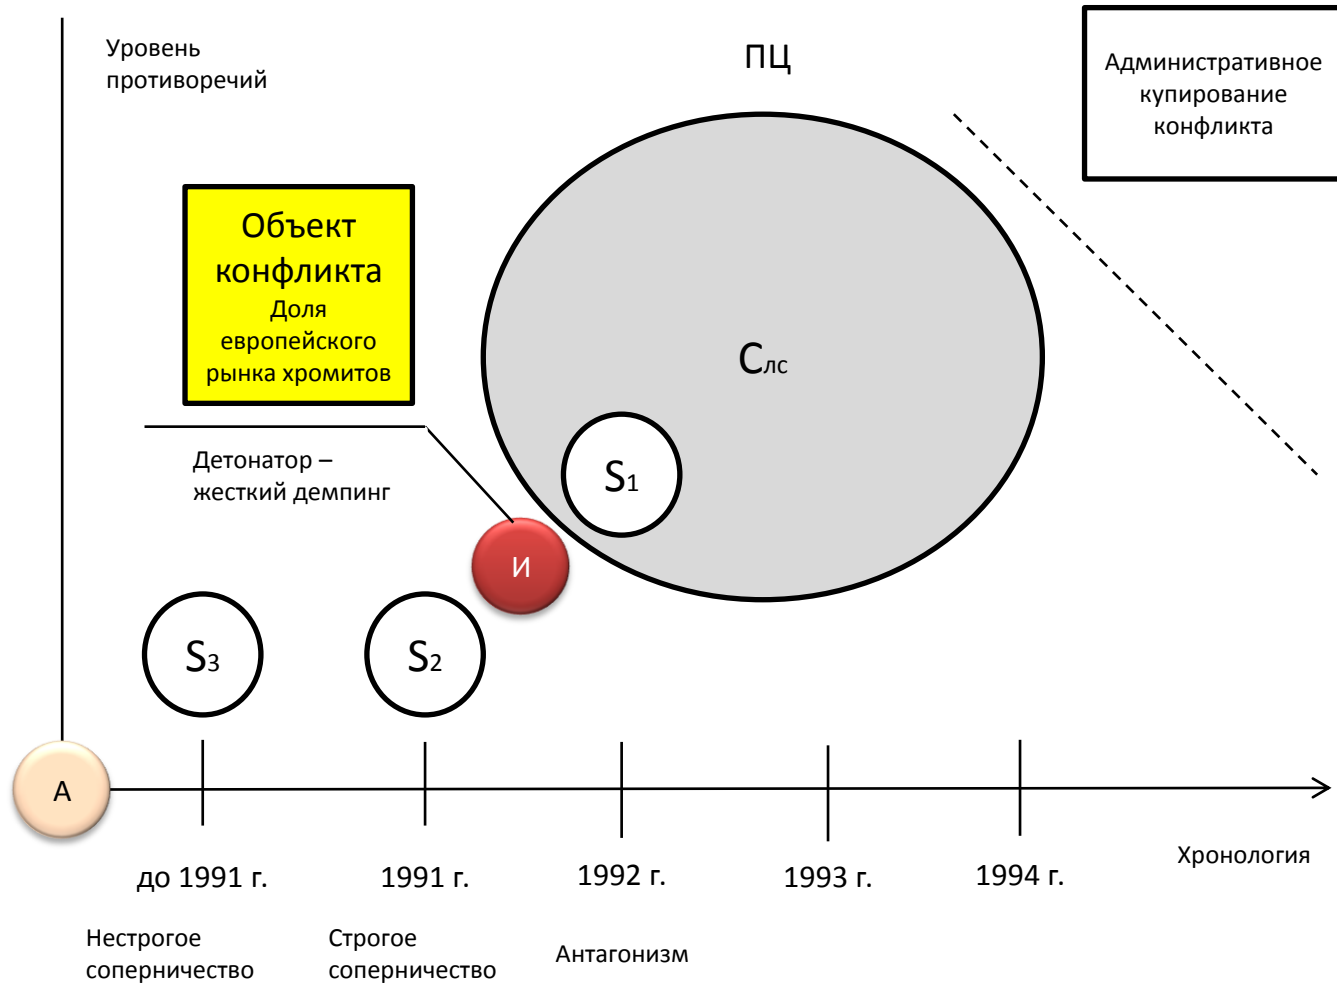 Уровень
противоречий
ПЦ
Административное
купирование
конфликта
Объект
конфликта
Доля
европейского
рынка хромитов
Слс
Детонатор –
жесткий демпинг
S1
И
S3
S2
А
до 1991 г.
1991 г.
1992 г.
1993 г.
1994 г.
Хронология
Нестрогое
соперничество
Строгое
соперничество
Антагонизм